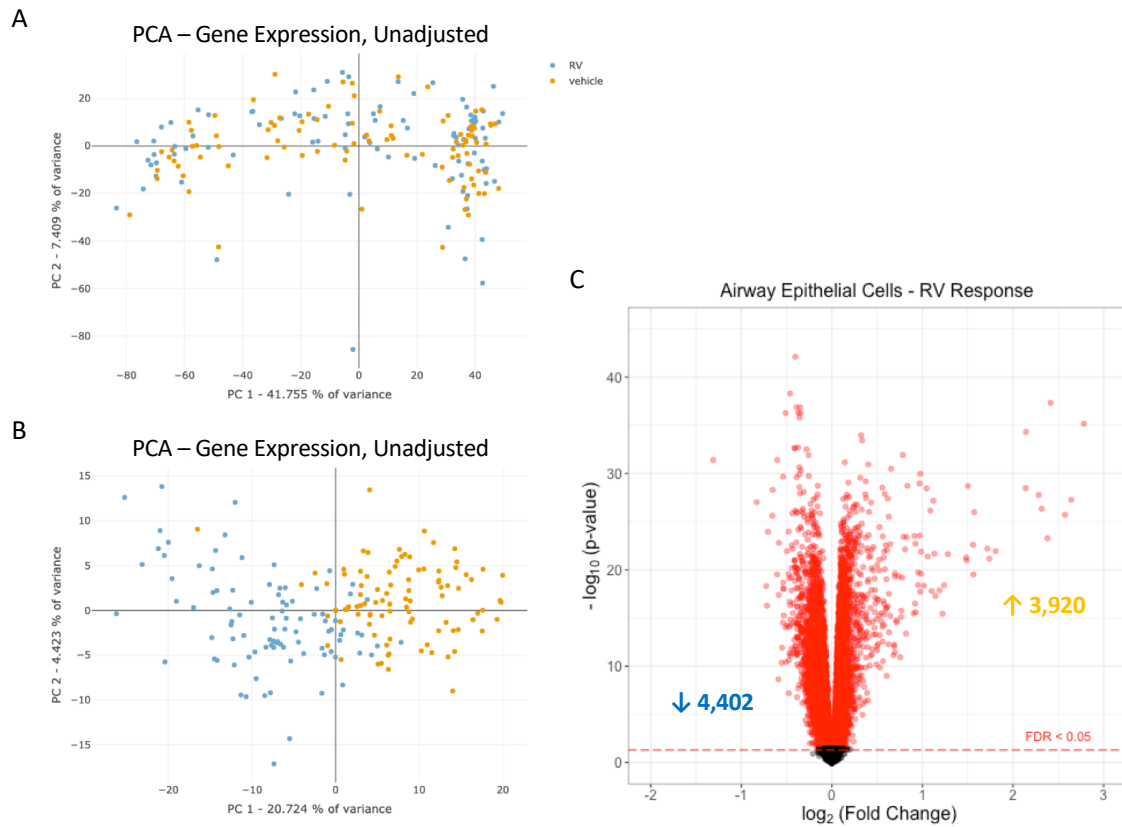 A
PCA – Gene Expression, Unadjusted
RV
vehicle
20
0
−20
−40
−60
−80
PC 2 - 7.409 % of variance
−80 −60 −40 −20 0 20 40
PC 1 - 41.755 % of variance
B
PCA – Gene Expression, Unadjusted
15
10
5
0
−5
−10
−15
PC 2 - 4.423 % of variance
−20 −10 0 10 20
PC 1 - 20.724 % of variance
C
Airway Epithelial Cells - RV Response
40
30
20
10
0
- log10 (p-value)
↑ 3,920
↓ 4,402
FDR < 0.05
-2 -1 0 1 2 3
log2 (Fold Change)